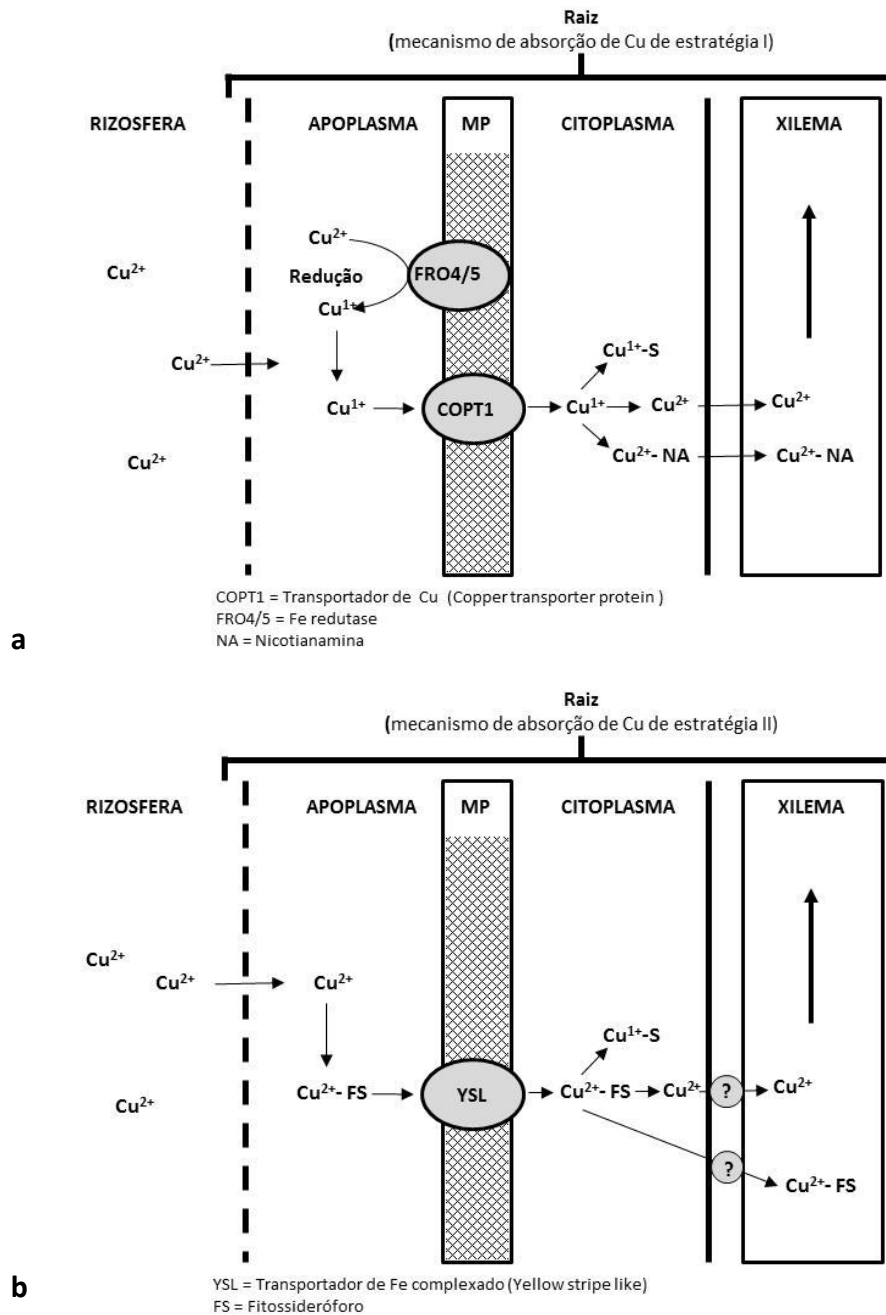 Raiz
(mecanismo de absorção de Cu de estratégia I)
RIZOSFERA APOPLASMA MP CITOPLASMA XILEMA
Cu²⁺
Cu²⁺ FRO4/5
Redução
Cu¹⁺
Cu¹⁺-S
Cu²⁺
Cu¹⁺ COPT1 Cu¹⁺ Cu²⁺ Cu²⁺
Cu²⁺ Cu²⁺- NA Cu²⁺- NA
COPT1 = Transportador de Cu (Copper transporter protein )
FRO4/5 = Fe redutase
NA = Nicotianamina
a
Raiz
(mecanismo de absorção de Cu de estratégia II)
RIZOSFERA APOPLASMA MP CITOPLASMA XILEMA
Cu²⁺
Cu²⁺ Cu²⁺
Cu¹⁺-S
Cu²⁺- FS YSL Cu²⁺- FS Cu²⁺ ? Cu²⁺
Cu²⁺
? Cu²⁺- FS
YSL = Transportador de Fe complexado (Yellow stripe like)
FS = Fitossideróforo
b